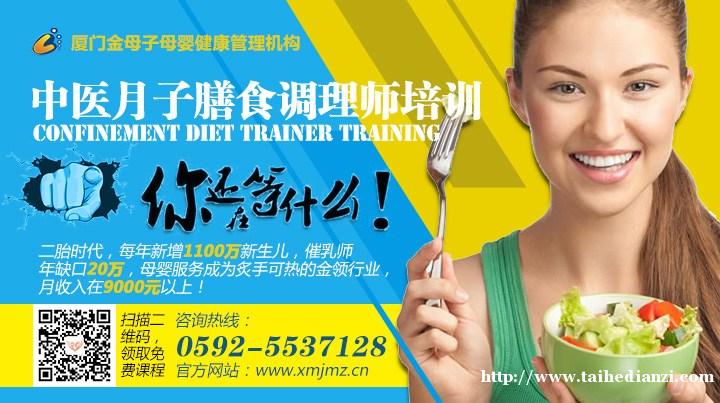 厦门金母子母婴健康管理机构
中医月子膳食调理师培训
CONFINEMENT DIET TRAINER TRAINING
你还在等什么！
二胎时代，每年新增1100万新生儿，催乳师
年缺口20万，母婴服务成为炙手可热的金领行业，
月收入在9000元以上！
扫描二
维码，
领取免
费课程
咨询热线：
0592-5537128
官方网站：www.xmjmz.cn
http://www.taihedianzi.com